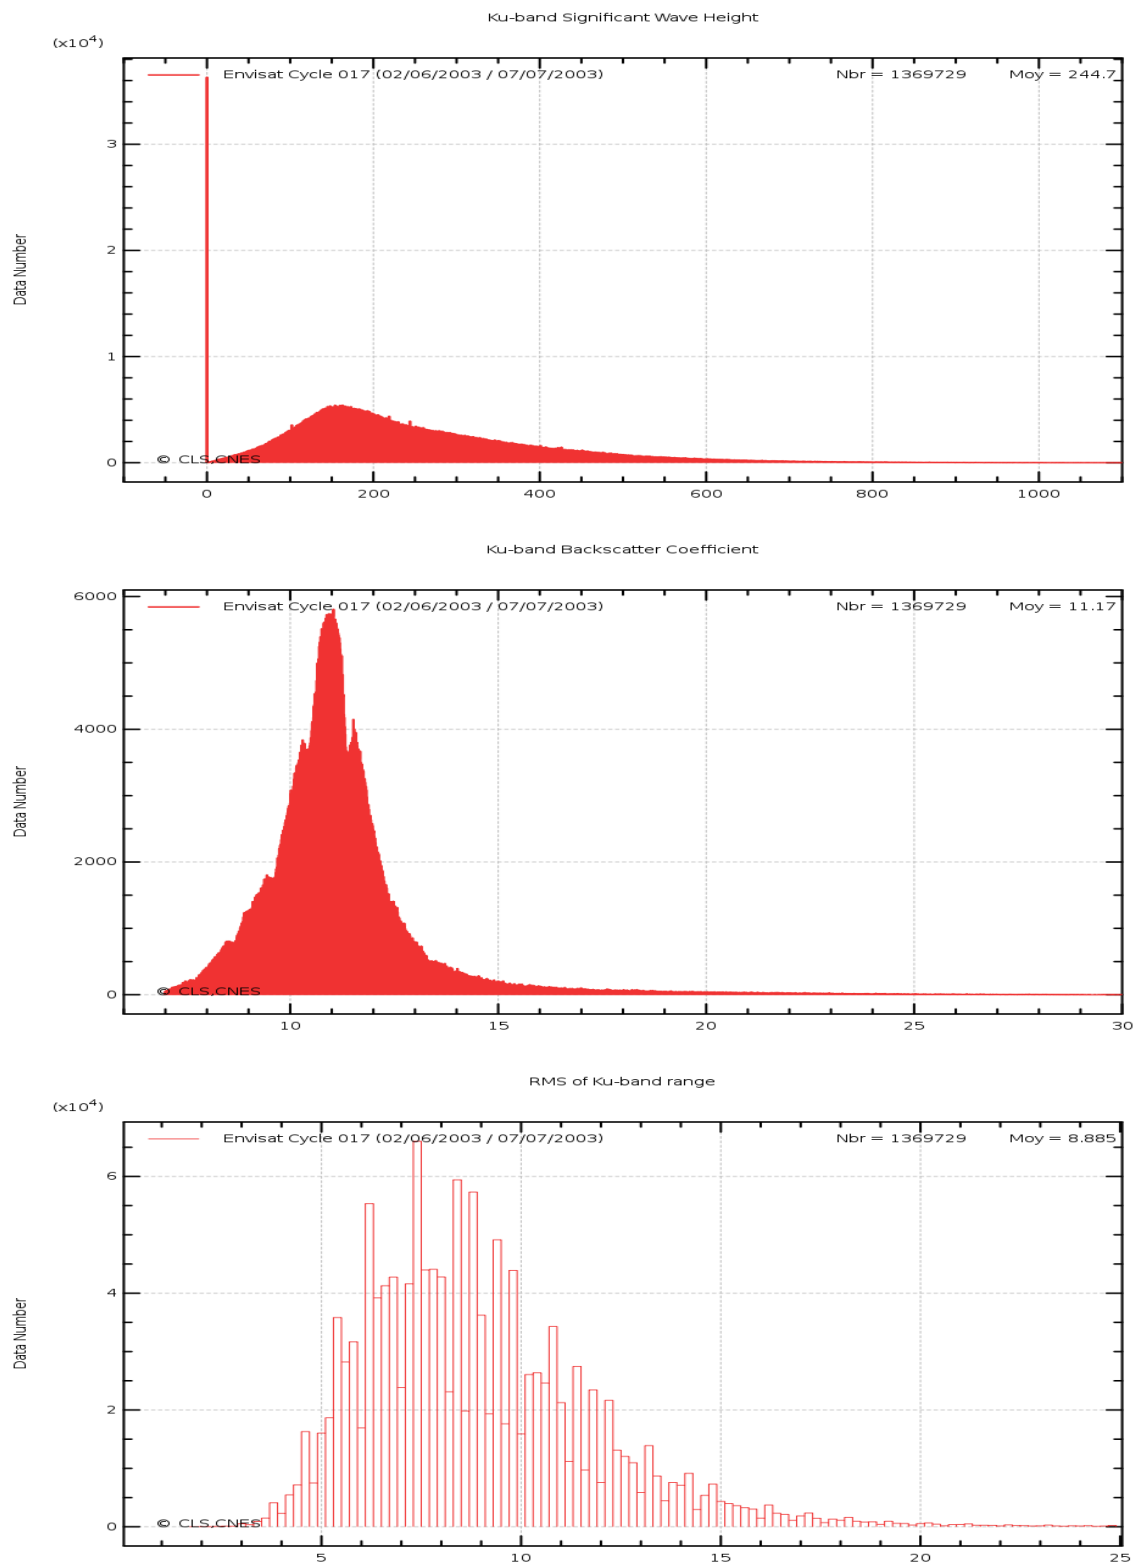 Ku-band Significant Wave Height
(x10⁴)
Envisat Cycle 017 (02/06/2003 / 07/07/2003) Nbr = 1369729 Moy = 244.7
3
2
1
0
Data Number
© CLS,CNES
0 200 400 600 800 1000
Ku-band Backscatter Coefficient
6000
Envisat Cycle 017 (02/06/2003 / 07/07/2003) Nbr = 1369729 Moy = 11.17
4000
2000
0
Data Number
© CLS,CNES
10 15 20 25 30
RMS of Ku-band range
(x10⁴)
Envisat Cycle 017 (02/06/2003 / 07/07/2003) Nbr = 1369729 Moy = 8.885
6
4
2
0
Data Number
© CLS,CNES
5 10 15 20 25